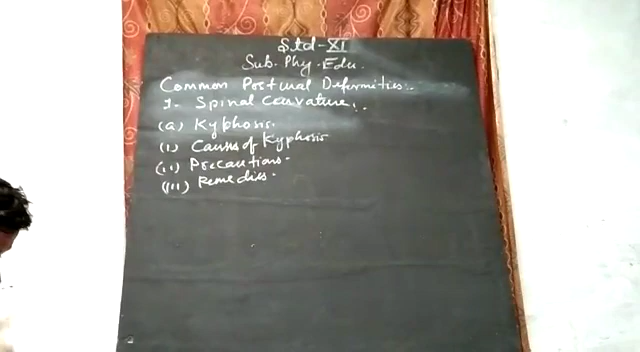 Std-XI
Sub. Phy. Edu.
Common Postural Deformities:.
I- Spinal Curvature:.
(a) Kyphosis.
(i) Causes of Kyphosis
(ii) Precautions.
(iii) Remedies.